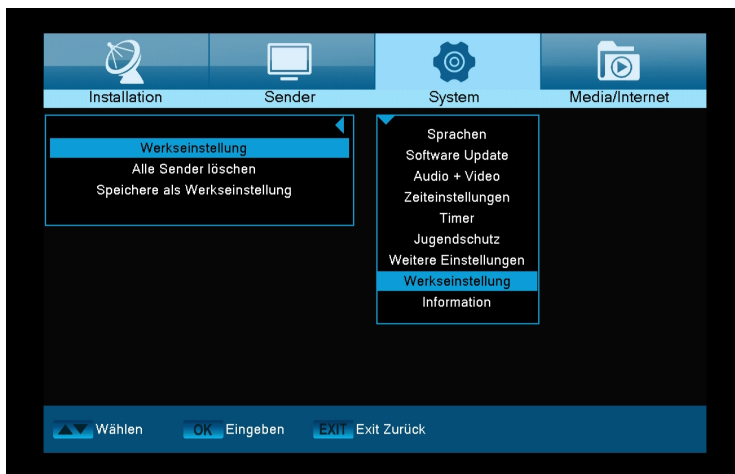 Installation
Sender
System
Media/Internet
Werkseinstellung
Alle Sender löschen
Speichere als Werkseinstellung
Sprachen
Software Update
Audio + Video
Zeiteinstellungen
Timer
Jugendschutz
Weitere Einstellungen
Werkseinstellung
Information
Wählen OK Eingeben EXIT Exit Zurück